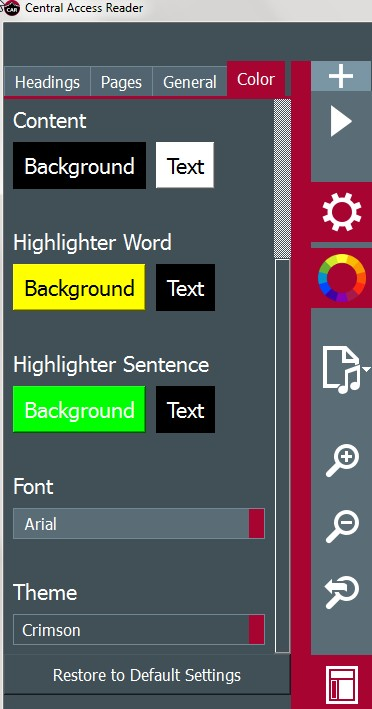 CAR
Central Access Reader
Headings Pages General Color
Content
Background Text
Highlighter Word
Background Text
Highlighter Sentence
Background Text
Font
Arial
Theme
Crimson
Restore to Default Settings